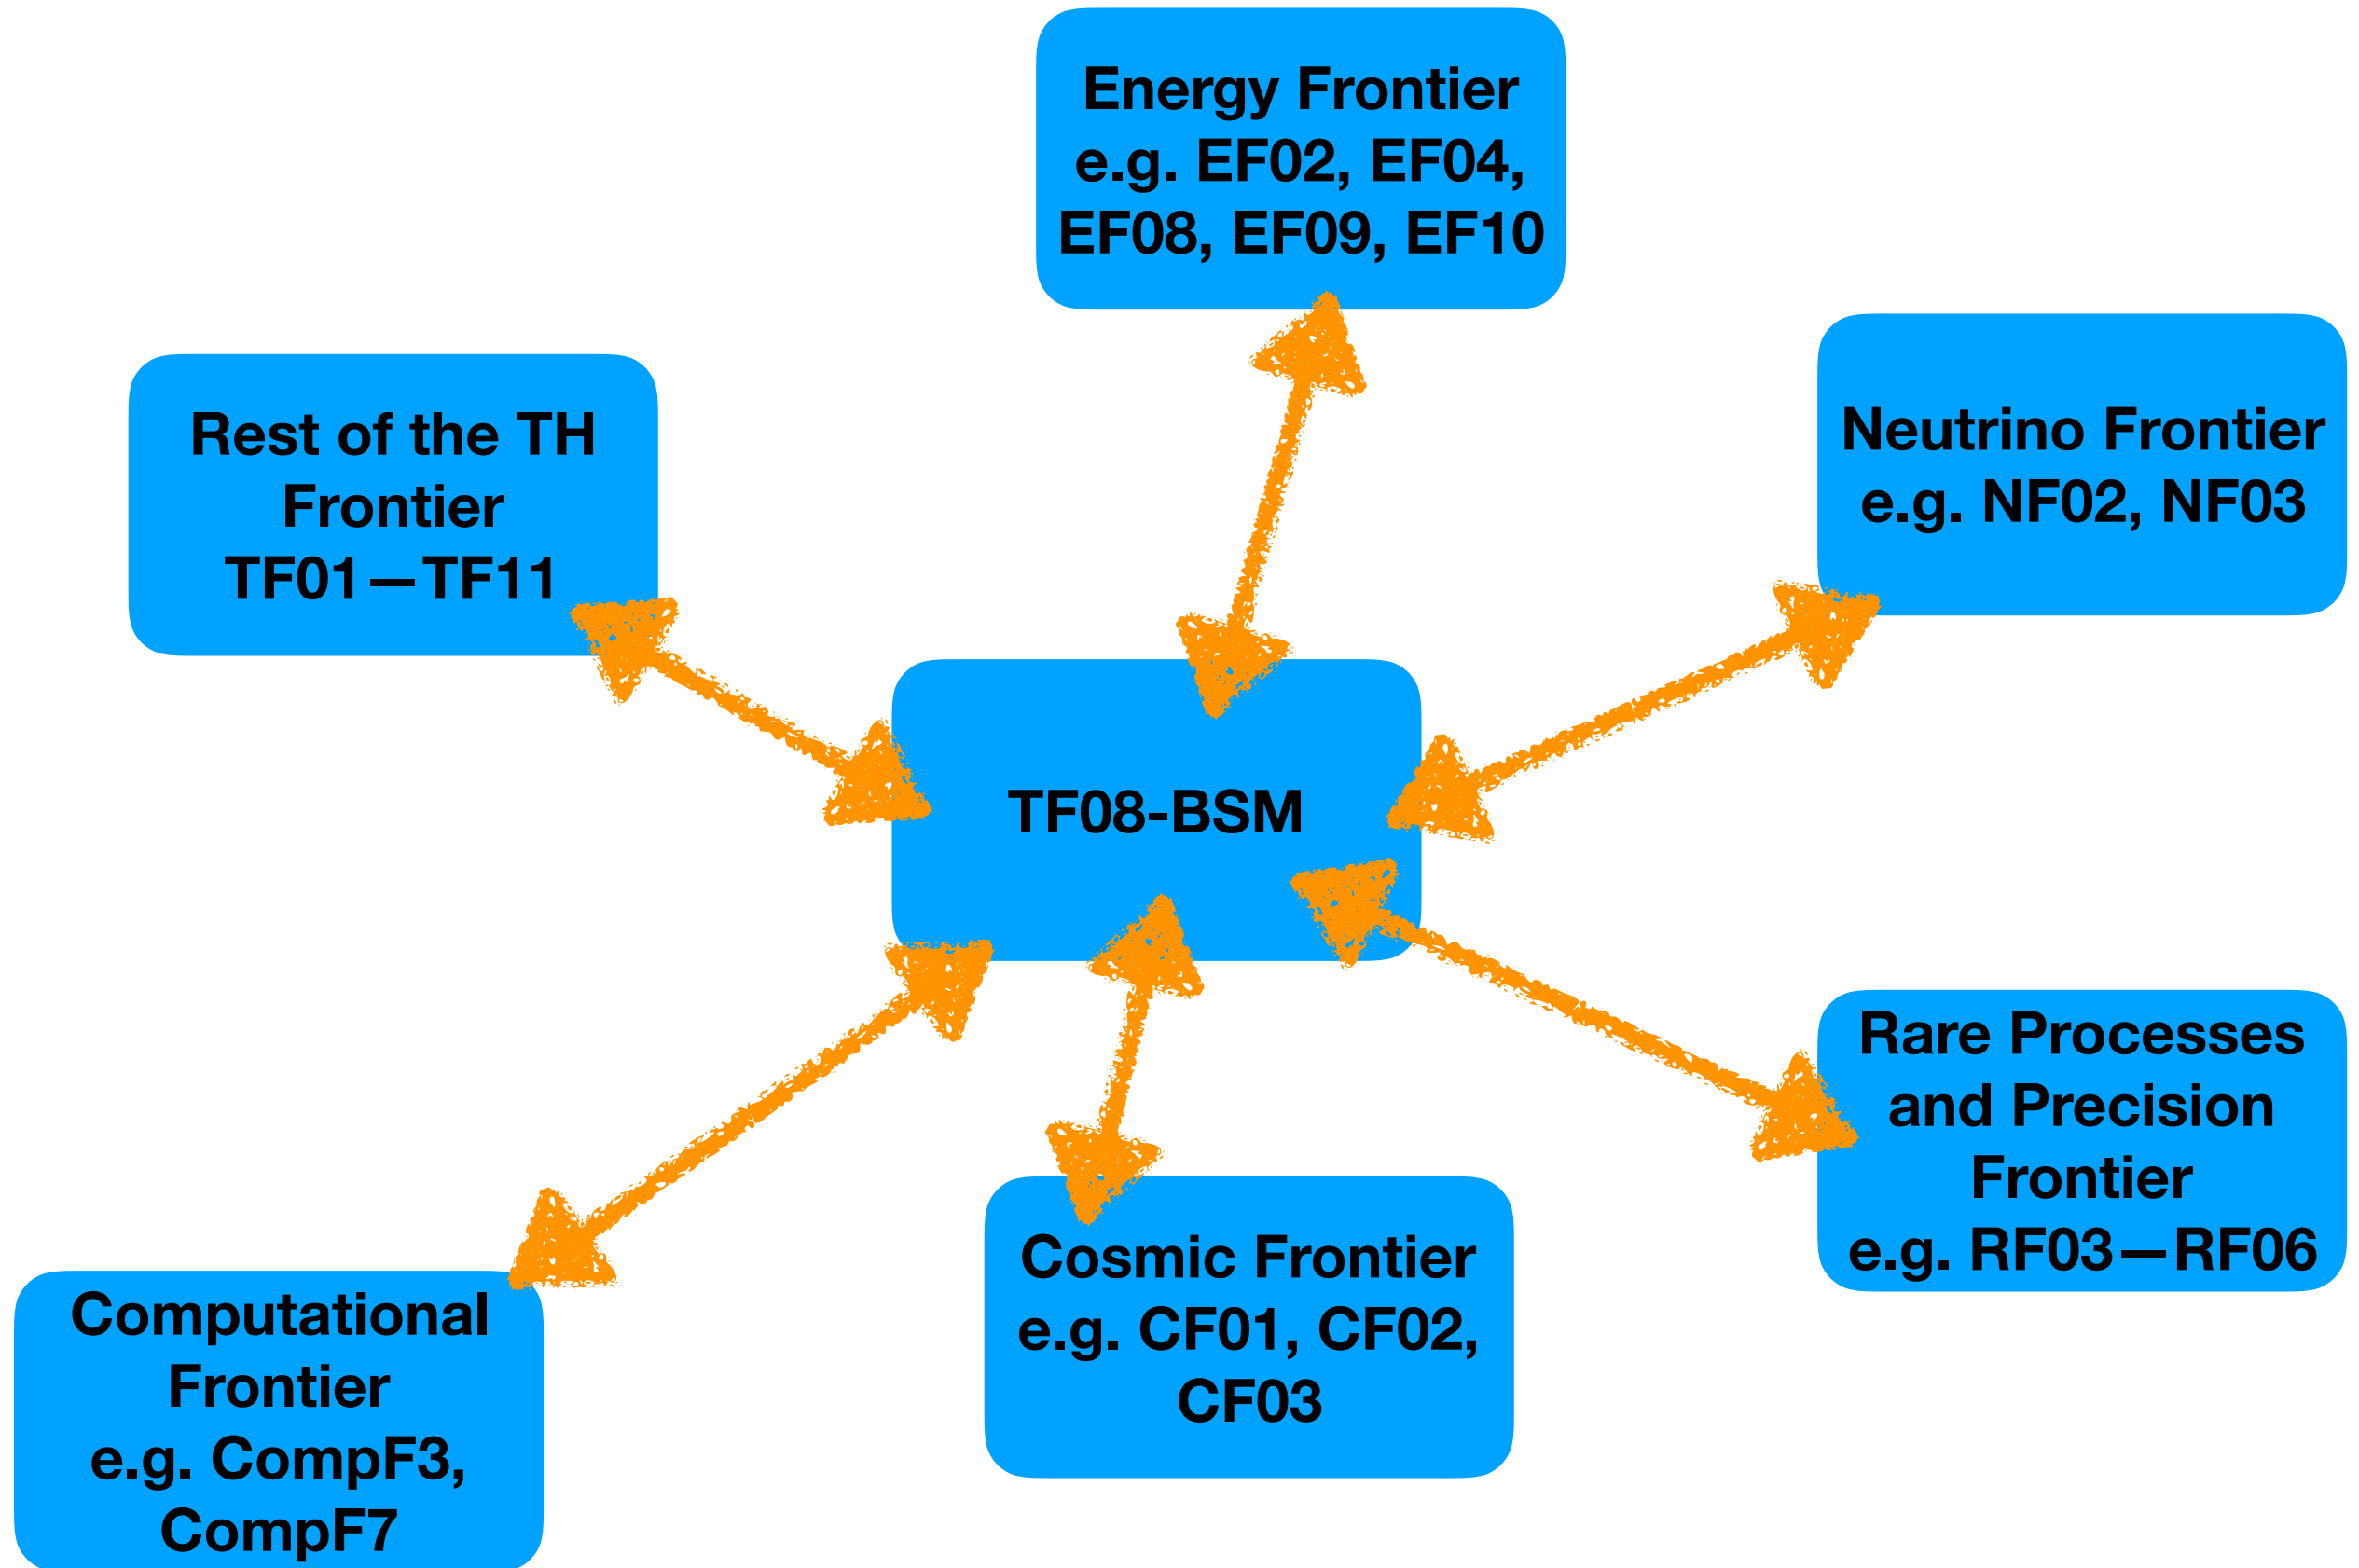 Energy Frontier
e.g. EF02, EF04,
EF08, EF09, EF10
Rest of the TH
Frontier
TF01—TF11
Neutrino Frontier
e.g. NF02, NF03
TF08-BSM
Rare Processes
and Precision
Frontier
e.g. RF03—RF06
Cosmic Frontier
e.g. CF01, CF02,
CF03
Computational
Frontier
e.g. CompF3,
CompF7